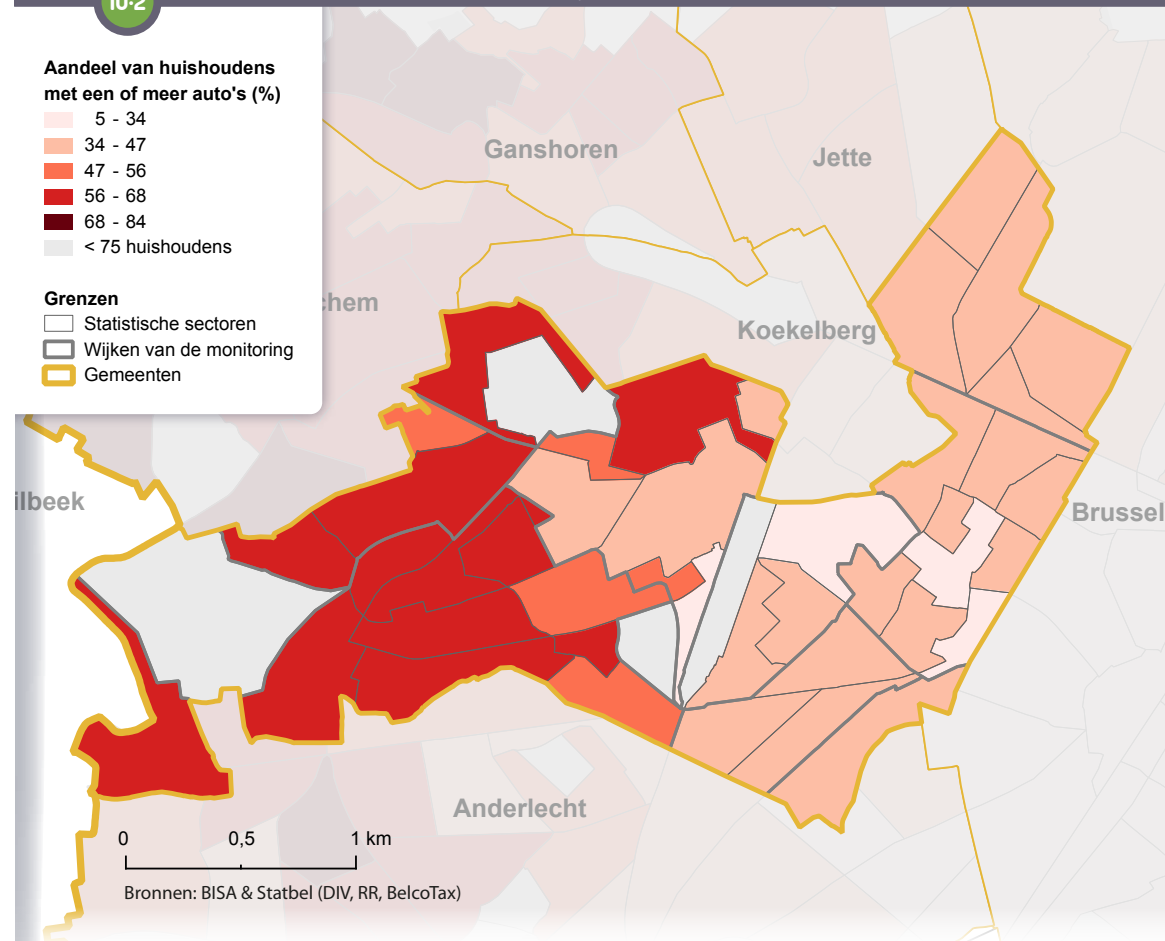 10.2
Aandeel van huishoudens
met een of meer auto's (%)
5 - 34
34 - 47
47 - 56
56 - 68
68 - 84
< 75 huishoudens
Grenzen
Statistische sectoren
Wijken van de monitoring
Gemeenten
Ganshoren
Jette
chem
Koekelberg
ilbeek
Brussel
Anderlecht
0 0,5 1 km
Bronnen: BISA & Statbel (DIV, RR, BelcoTax)